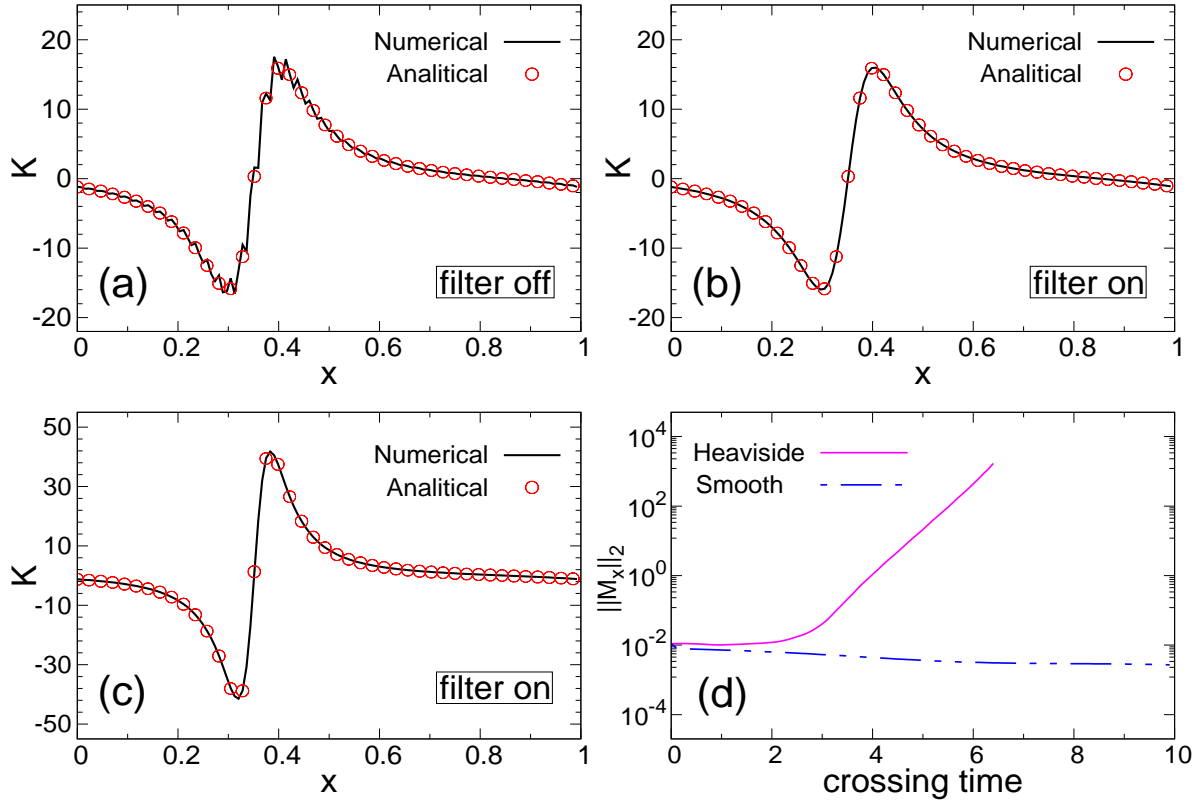 20
10
0
-10
-20
K
Numerical
Analitical
(a)
filter off
0
0.2
0.4
0.6
0.8
1
x
20
10
0
-10
-20
K
Numerical
Analitical
(b)
filter on
0
0.2
0.4
0.6
0.8
1
x
50
30
10
-10
-30
-50
K
Numerical
Analitical
(c)
filter on
0
0.2
0.4
0.6
0.8
1
x
10^4
10^2
10^0
10^-2
10^-4
||M_x||_2
Heaviside
Smooth
(d)
0
2
4
6
8
10
crossing time